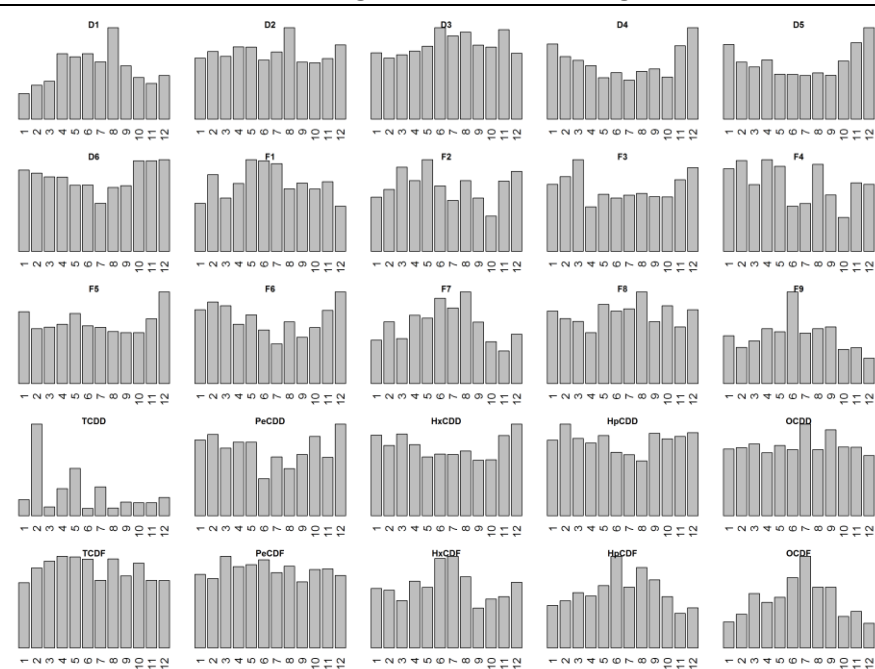 D1 D2 D3 D4 D5
1 2 3 4 5 6 7 8 9 10 11 12 1 2 3 4 5 6 7 8 9 10 11 12 1 2 3 4 5 6 7 8 9 10 11 12 1 2 3 4 5 6 7 8 9 10 11 12 1 2 3 4 5 6 7 8 9 10 11 12
D6 F1 F2 F3 F4
1 2 3 4 5 6 7 8 9 10 11 12 1 2 3 4 5 6 7 8 9 10 11 12 1 2 3 4 5 6 7 8 9 10 11 12 1 2 3 4 5 6 7 8 9 10 11 12 1 2 3 4 5 6 7 8 9 10 11 12
F5 F6 F7 F8 F9
1 2 3 4 5 6 7 8 9 10 11 12 1 2 3 4 5 6 7 8 9 10 11 12 1 2 3 4 5 6 7 8 9 10 11 12 1 2 3 4 5 6 7 8 9 10 11 12 1 2 3 4 5 6 7 8 9 10 11 12
TCDD PeCDD HxCDD HpCDD OCDD
1 2 3 4 5 6 7 8 9 10 11 12 1 2 3 4 5 6 7 8 9 10 11 12 1 2 3 4 5 6 7 8 9 10 11 12 1 2 3 4 5 6 7 8 9 10 11 12 1 2 3 4 5 6 7 8 9 10 11 12
TCDF PeCDF HxCDF HpCDF OCDF
1 2 3 4 5 6 7 8 9 10 11 12 1 2 3 4 5 6 7 8 9 10 11 12 1 2 3 4 5 6 7 8 9 10 11 12 1 2 3 4 5 6 7 8 9 10 11 12 1 2 3 4 5 6 7 8 9 10 11 12